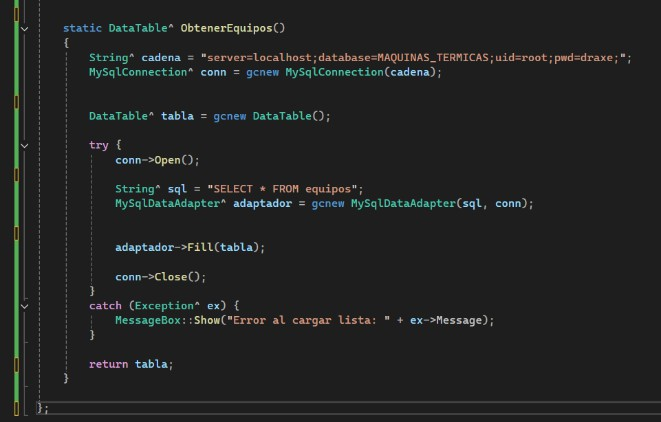 static DataTable^ ObtenerEquipos()
{
String^ cadena = "server=localhost;database=MAQUINAS_TERMICAS;uid=root;pwd=draxe;";
MySqlConnection^ conn = gcnew MySqlConnection(cadena);
DataTable^ tabla = gcnew DataTable();
try {
conn->Open();
String^ sql = "SELECT * FROM equipos";
MySqlDataAdapter^ adaptador = gcnew MySqlDataAdapter(sql, conn);
adaptador->Fill(tabla);
conn->Close();
}
catch (Exception^ ex) {
MessageBox::Show("Error al cargar lista: " + ex->Message);
}
return tabla;
}
};